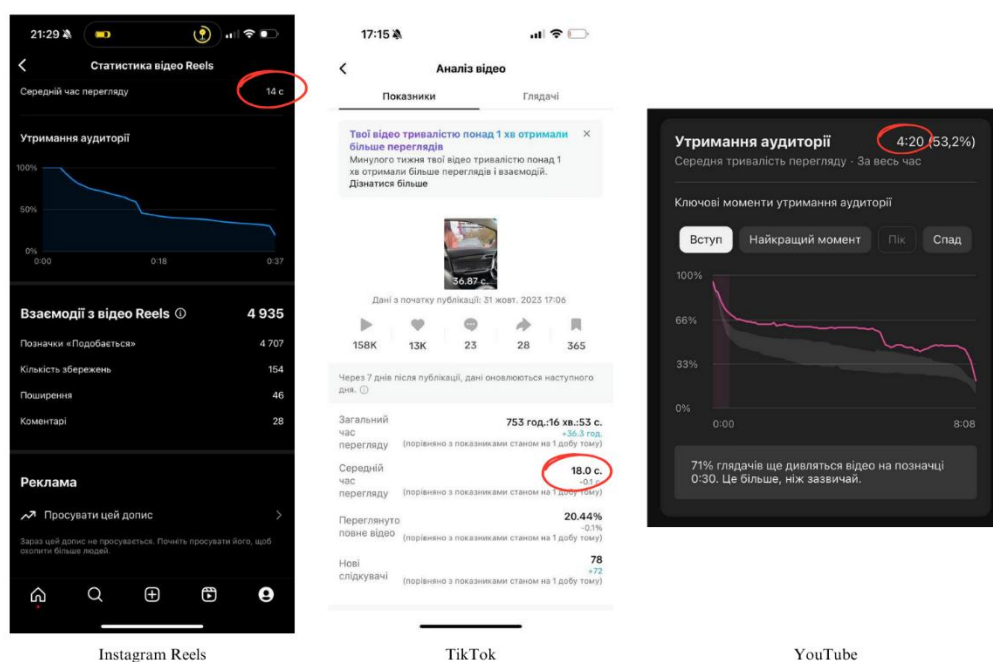 21:29
Статистика відео Reels
Середній час перегляду 14 с
Утримання аудиторії
100%
50%
0%
0:00 0:18 0:37
Взаємодії з відео Reels 4 935
Позначки «Подобається» 4 707
Кількість збережень 154
Поширення 46
Коментарі 28
Реклама
Просувати цей допис
Зараз цей допис не просувається. Почніть просувати його, щоб
охопити більше людей.
Instagram Reels
17:15
Аналіз відео
Показники Глядачі
Твої відео тривалістю понад 1 хв отримали
більше переглядів
Минулого тижня твої відео тривалістю понад 1
хв отримали більше переглядів і взаємодій.
Дізнатися більше
36.87 с.
Дані з початку публікації: 31 жовт. 2023 17:06
158K 13K 23 28 365
Через 7 днів після публікації, дані оновлюються наступного
дня.
Загальний
час
перегляду
753 год.:16 хв.:53 с.
+36.3 год.
(порівняно з показниками станом на 1 добу тому)
Середній
час
перегляду
18.0 с.
-0.1 с.
(порівняно з показниками станом на 1 добу тому)
Переглянуто
повне відео
20.44%
-0.1%
(порівняно з показниками станом на 1 добу тому)
Нові
слідкувачі
78
+72
(порівняно з показниками станом на 1 добу тому)
TikTok
Утримання аудиторії 4:20 (53,2%)
Середня тривалість перегляду · За весь час
Ключові моменти утримання аудиторії
Вступ Найкращий момент Пік Спад
100%
66%
33%
0%
0:00 8:08
71% глядачів ще дивляться відео на позначці
0:30. Це більше, ніж зазвичай.
YouTube